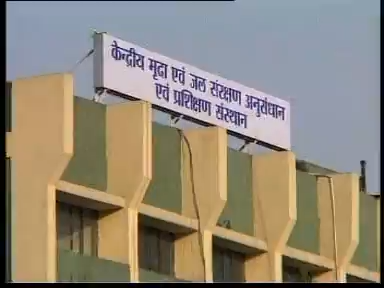 केन्द्रीय मृदा एवं जल संरक्षण अनुसंधान
एवं प्रशिक्षण संस्थान